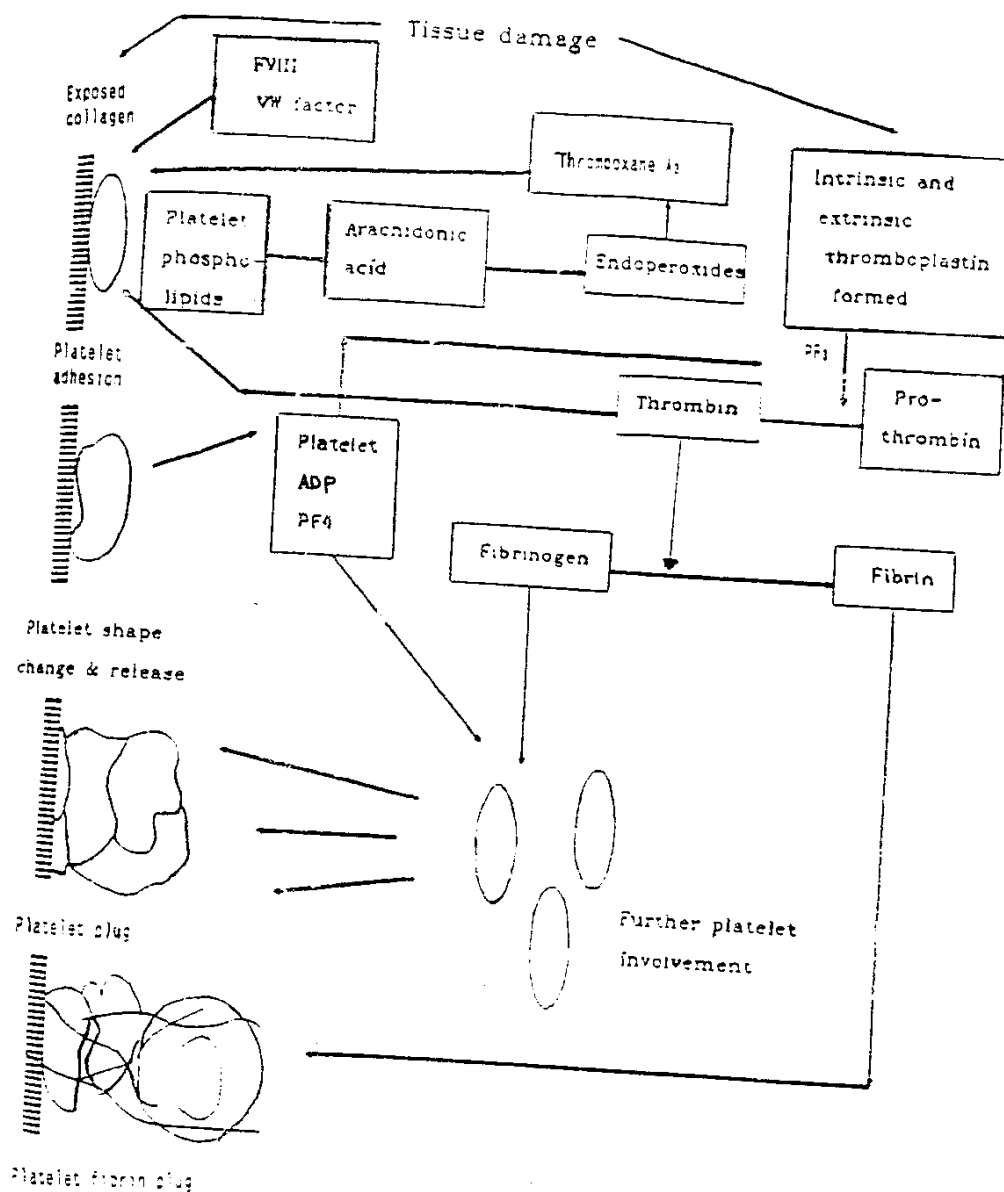 Tissue damage
FVIII
VW factor
Exposed
collagen
Thromboxane A2
Intrinsic and
extrinsic
thromboplastin
formed
Platelet
phospho
lipids
Arachidonic
acid
Endoperoxides
PF3
Platelet
adhesion
Thrombin
Pro-
thrombin
Platelet
ADP
PF4
Fibrinogen
Fibrin
Platelet shape
change & release
Further platelet
involvement
Platelet plug
Platelet fibron plug